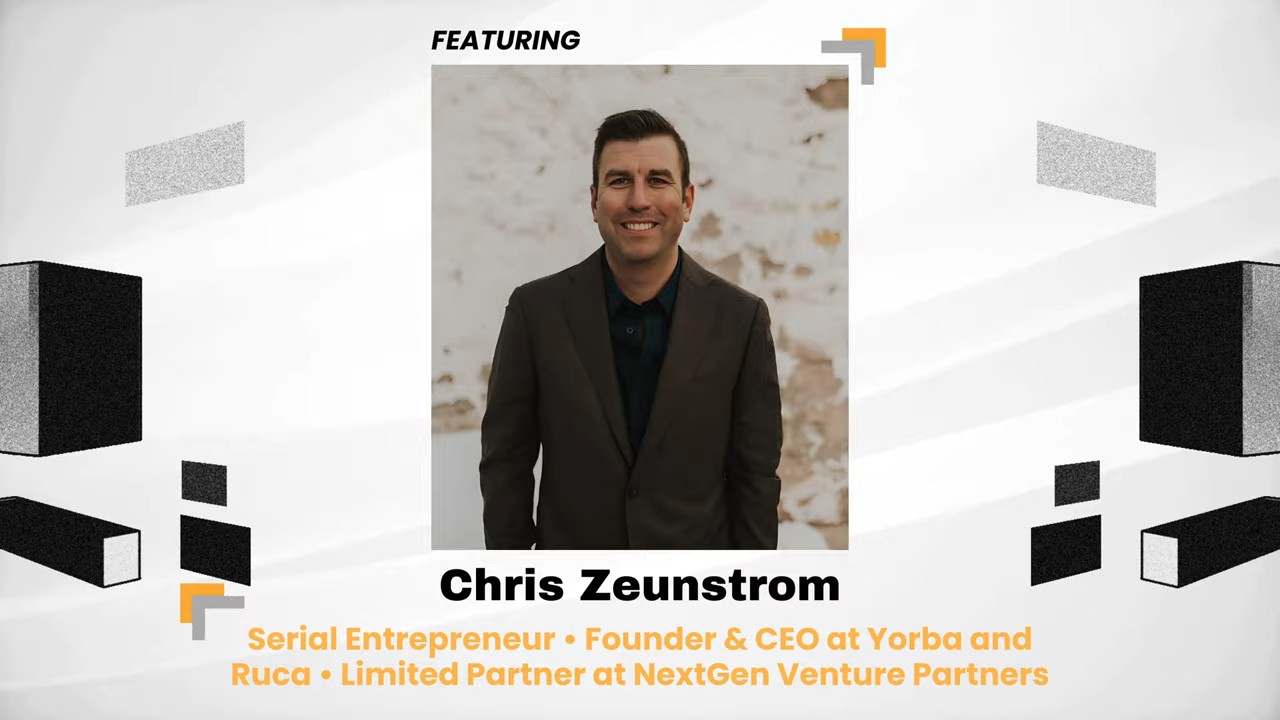 FEATURING
Chris Zeunstrom
Serial Entrepreneur • Founder & CEO at Yorba and
Ruca • Limited Partner at NextGen Venture Partners